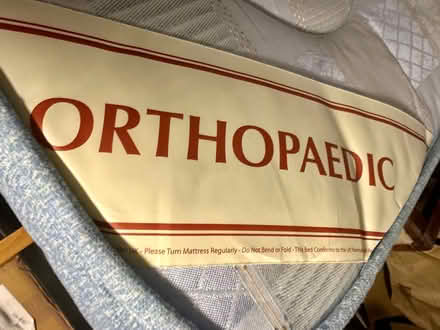 ORTHOPAEDIC
- Please Turn Mattress Regularly - Do Not Bend or Fold - This Bed Conforms to the